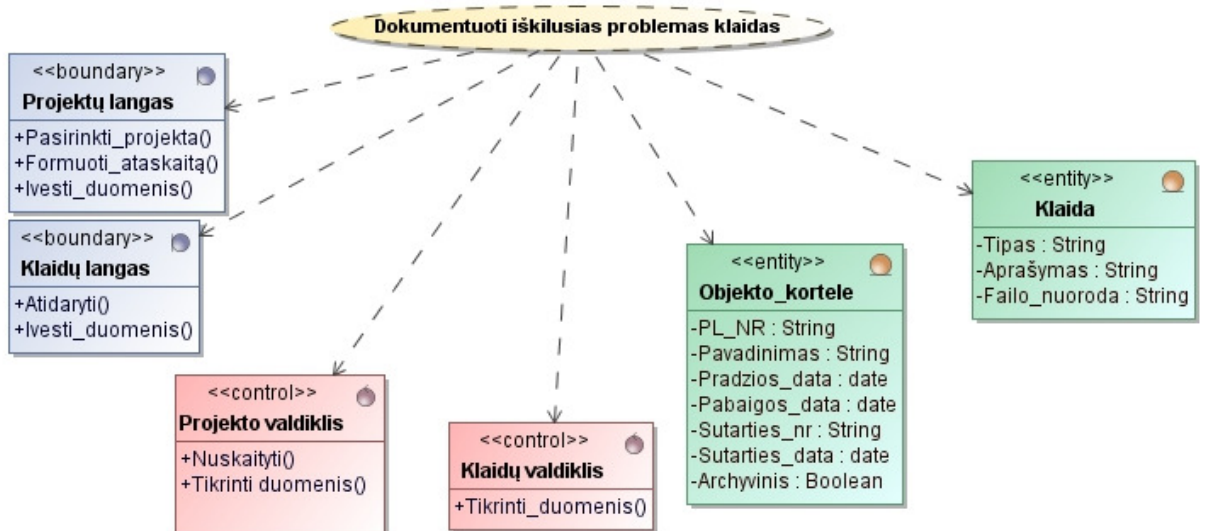 Dokumentuoti iškilusias problemas klaidas
<<boundary>>
Projektų langas
+Pasirinkti_projekta()
+Formuoti_ataskaitą()
+Ivesti_duomenis()
<<boundary>>
Klaidų langas
+Atidaryti()
+Ivesti_duomenis()
<<control>>
Projekto valdiklis
+Nuskaityti()
+Tikrinti duomenis()
<<control>>
Klaidų valdiklis
+Tikrinti_duomenis()
<<entity>>
Objekto_kortele
-PL_NR : String
-Pavadinimas : String
-Pradzios_data : date
-Pabaigos_data : date
-Sutarties_nr : String
-Sutarties_data : date
-Archyvinis : Boolean
<<entity>>
Klaida
-Tipas : String
-Aprašymas : String
-Failo_nuoroda : String